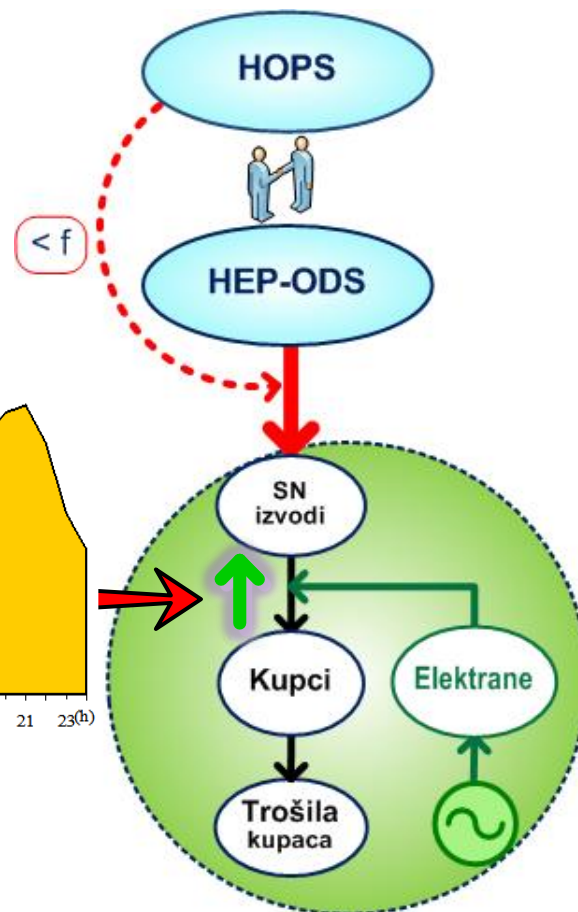 HOPS
< f
HEP-ODS
SN
izvodi
Kupci
Elektrane
21 23(h)
Trošila
kupaca